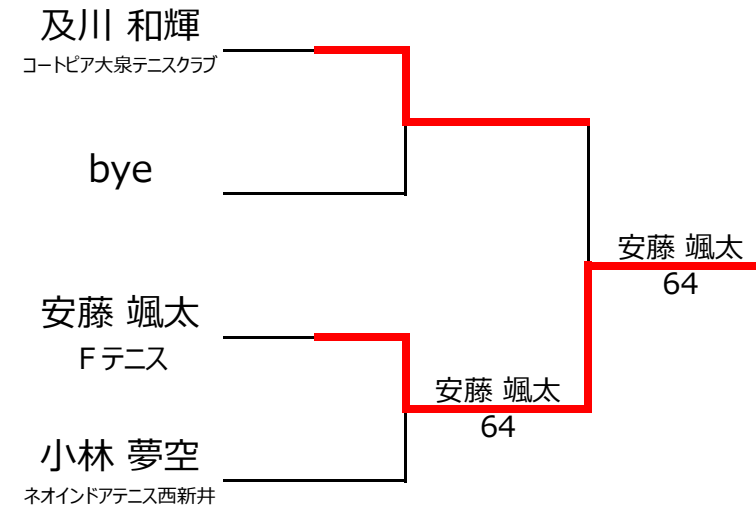 及川 和輝
コートピア大泉テニスクラブ
bye
安藤 颯太
64
安藤 颯太
Fテニス
安藤 颯太
64
小林 夢空
ネオインドアテニス西新井